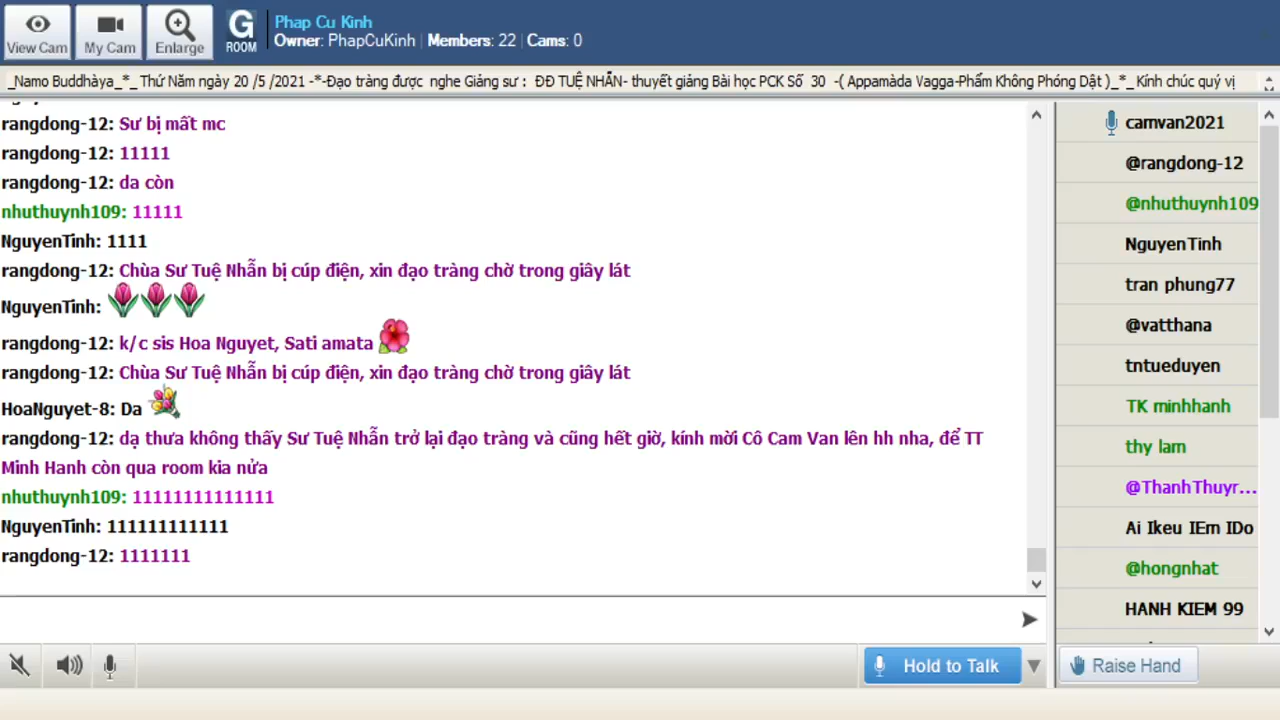 View Cam
My Cam
Enlarge
G
ROOM
Phap Cu Kinh
Owner: PhapCuKinh | Members: 22 | Cams: 0
_Namo Buddhàya_*_ Thứ Năm ngày 20 /5 /2021 -*-Đạo tràng được nghe Giảng sư : ĐĐ TUỆ NHẪN- thuyết giảng Bài học PCK Số 30 -( Appamàda Vagga-Phẩm Không Phóng Dật )_*_ Kính chúc quý vị
rangdong-12: Sư bị mất mc
rangdong-12: 11111
rangdong-12: da còn
nhuthuynh109: 11111
NguyenTinh: 1111
rangdong-12: Chùa Sư Tuệ Nhẫn bị cúp điện, xin đạo tràng chờ trong giây lát
NguyenTinh:
rangdong-12: k/c sis Hoa Nguyet, Sati amata
rangdong-12: Chùa Sư Tuệ Nhẫn bị cúp điện, xin đạo tràng chờ trong giây lát
HoaNguyet-8: Da
rangdong-12: dạ thưa không thấy Sư Tuệ Nhẫn trở lại đạo tràng và cũng hết giờ, kính mời Cô Cam Van lên hh nha, để TT
Minh Hanh còn qua room kia nửa
nhuthuynh109: 11111111111111
NguyenTinh: 111111111111
rangdong-12: 1111111
camvan2021
@rangdong-12
@nhuthuynh109
NguyenTinh
tran phung77
@vatthana
tntueduyen
TK minhhanh
thy lam
@ThanhThuyr...
Ai Ikeu IEm IDo
@hongnhat
HANH KIEM 99
Hold to Talk
Raise Hand